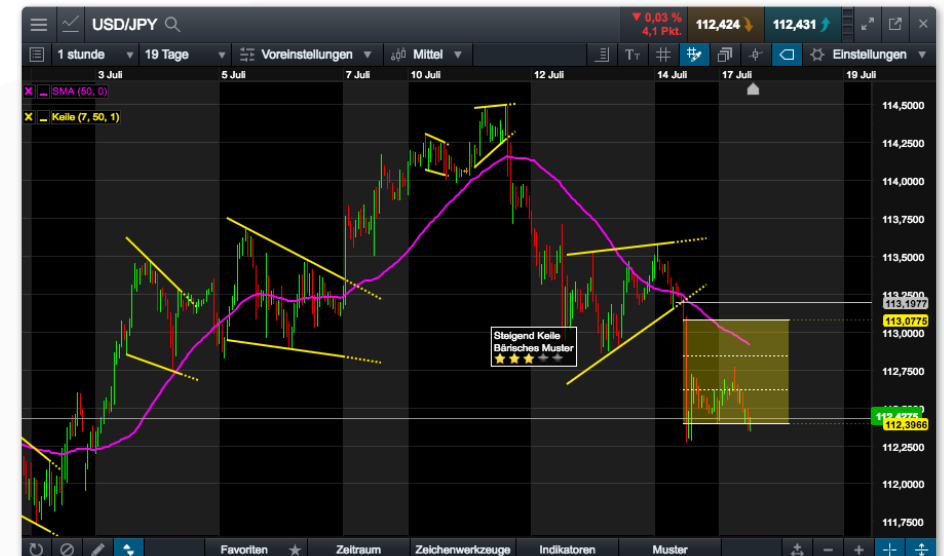 USD/JPY
▼ 0,03 %
4,1 Pkt.
112,424
112,431
1 stunde ▼
19 Tage ▼
Voreinstellungen ▼
Mittel ▼
Einstellungen ▼
3 Juli
5 Juli
7 Juli
10 Juli
12 Juli
14 Juli
17 Juli
19 Juli
X _ SMA (50, 0)
X _ Keile (7, 50, 1)
114,5000
114,2500
114,0000
113,7500
113,5000
113,1977
113,0775
113,0000
Steigend Keile
Bärisches Muster
112,7500
112,4275
112,3966
112,2500
112,0000
111,7500
Favoriten
Zeitraum
Zeichenwerkzeuge
Indikatoren
Muster